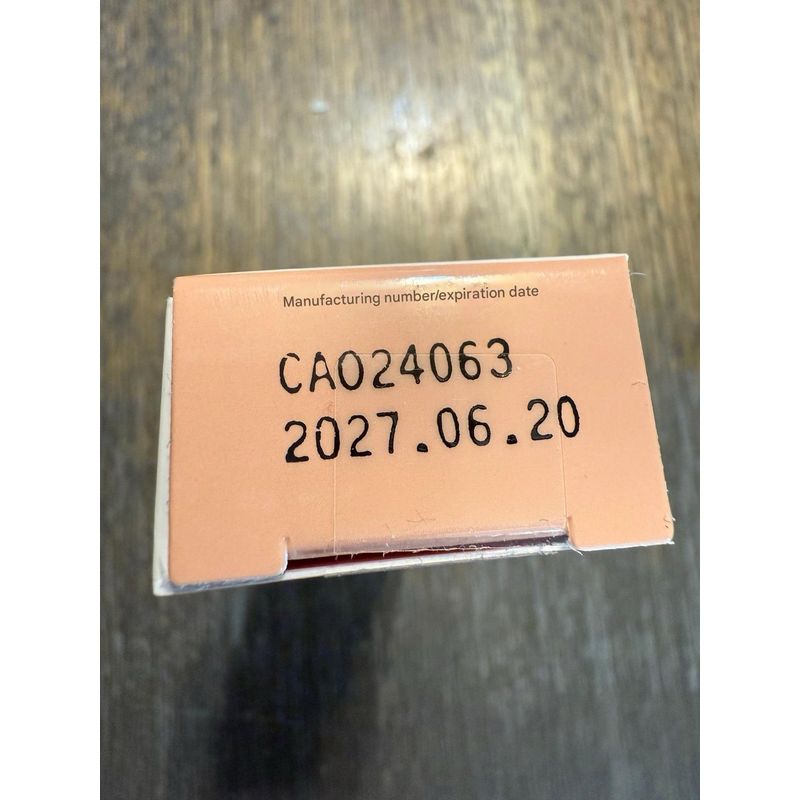 Manufacturing number/expiration date
CA024063
2027.06.20